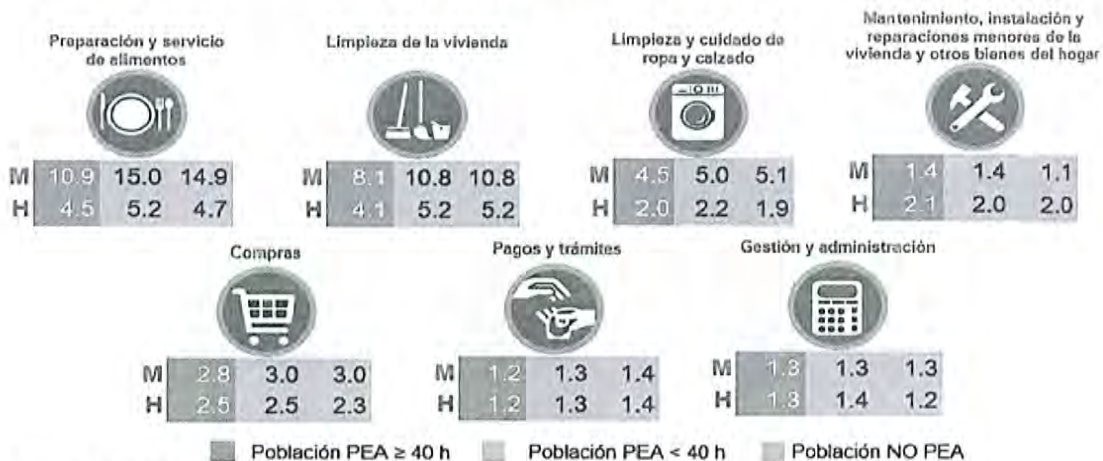 Preparación y servicio
de alimentos
M 10.9 15.0 14.9
H 4.5 5.2 4.7
Limpieza de la vivienda
M 8.1 10.8 10.8
H 4.1 5.2 5.2
Limpieza y cuidado de
ropa y calzado
M 4.5 5.0 5.1
H 2.0 2.2 1.9
Mantenimiento, instalación y
reparaciones menores de la
vivienda y otros bienes del hogar
M 1.4 1.4 1.1
H 2.1 2.0 2.0
Compras
M 2.8 3.0 3.0
H 2.5 2.5 2.3
Pagos y trámites
M 1.2 1.3 1.4
H 1.2 1.3 1.4
Gestión y administración
M 1.3 1.3 1.3
H 1.3 1.4 1.2
Población PEA ≥ 40 h Población PEA < 40 h Población NO PEA